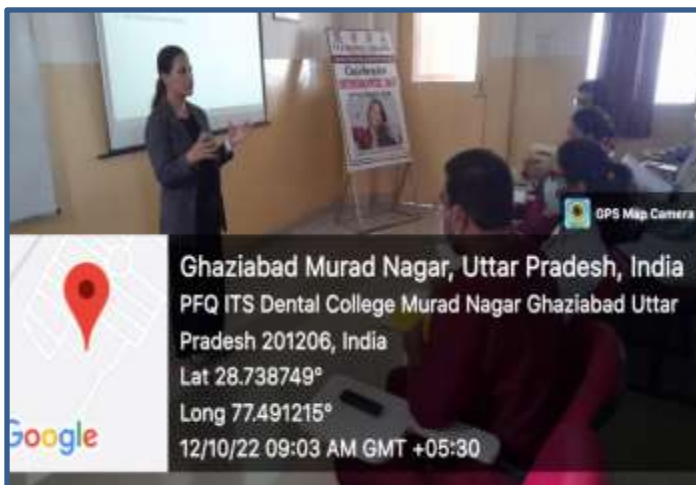 GPS Map Camera
Ghaziabad Murad Nagar, Uttar Pradesh, India
PFQ ITS Dental College Murad Nagar Ghaziabad Uttar
Pradesh 201206, India
Lat 28.738749°
Long 77.491215°
12/10/22 09:03 AM GMT +05:30
Google